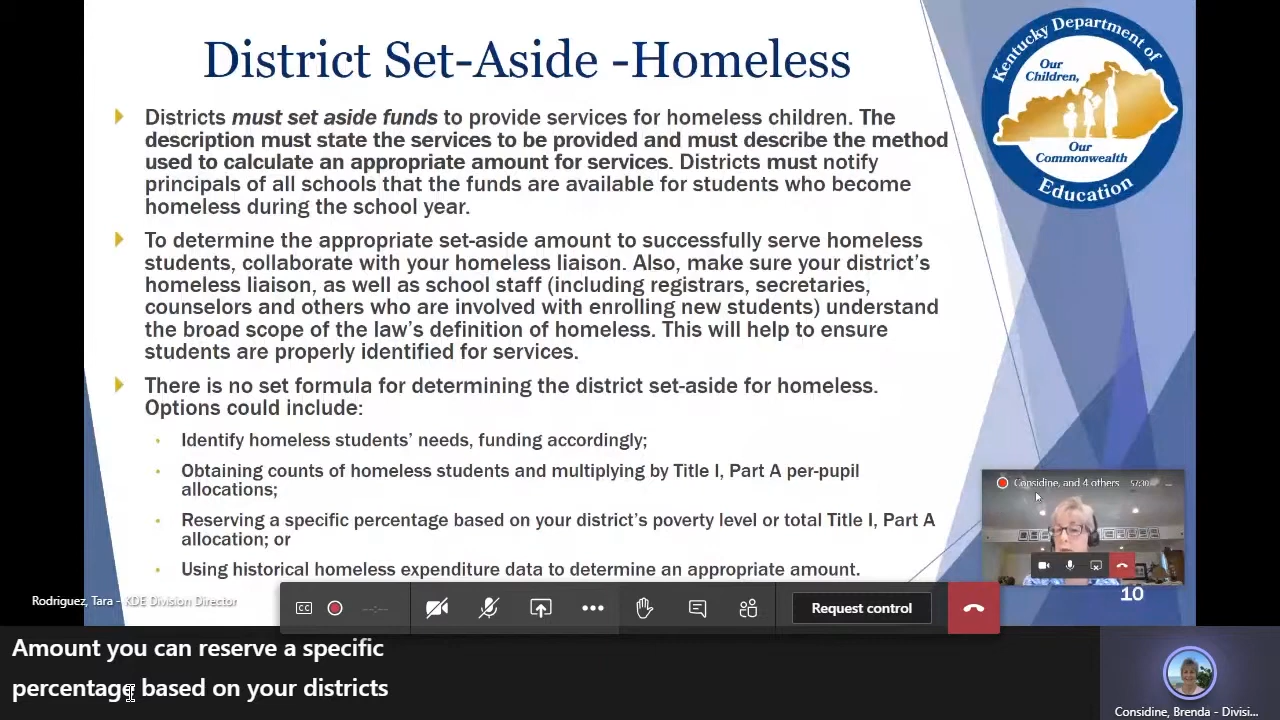 District Set-Aside -Homeless
Kentucky Department of
Our
Children,
Our
Commonwealth
Education
Districts must set aside funds to provide services for homeless children. The
description must state the services to be provided and must describe the method
used to calculate an appropriate amount for services. Districts must notify
principals of all schools that the funds are available for students who become
homeless during the school year.
To determine the appropriate set-aside amount to successfully serve homeless
students, collaborate with your homeless liaison. Also, make sure your district's
homeless liaison, as well as school staff (including registrars, secretaries,
counselors and others who are involved with enrolling new students) understand
the broad scope of the law's definition of homeless. This will help to ensure
students are properly identified for services.
There is no set formula for determining the district set-aside for homeless.
Options could include:
Identify homeless students' needs, funding accordingly;
Obtaining counts of homeless students and multiplying by Title I, Part A per-pupil
allocations;
Reserving a specific percentage based on your district's poverty level or total Title I, Part A
allocation; or
Using historical homeless expenditure data to determine an appropriate amount.
Considine, and 4 others 57:30
10
Rodriguez, Tara - KDE Division Director
CC
--:--
Request control
Amount you can reserve a specific
percentage based on your districts
Considine, Brenda - Divisi...